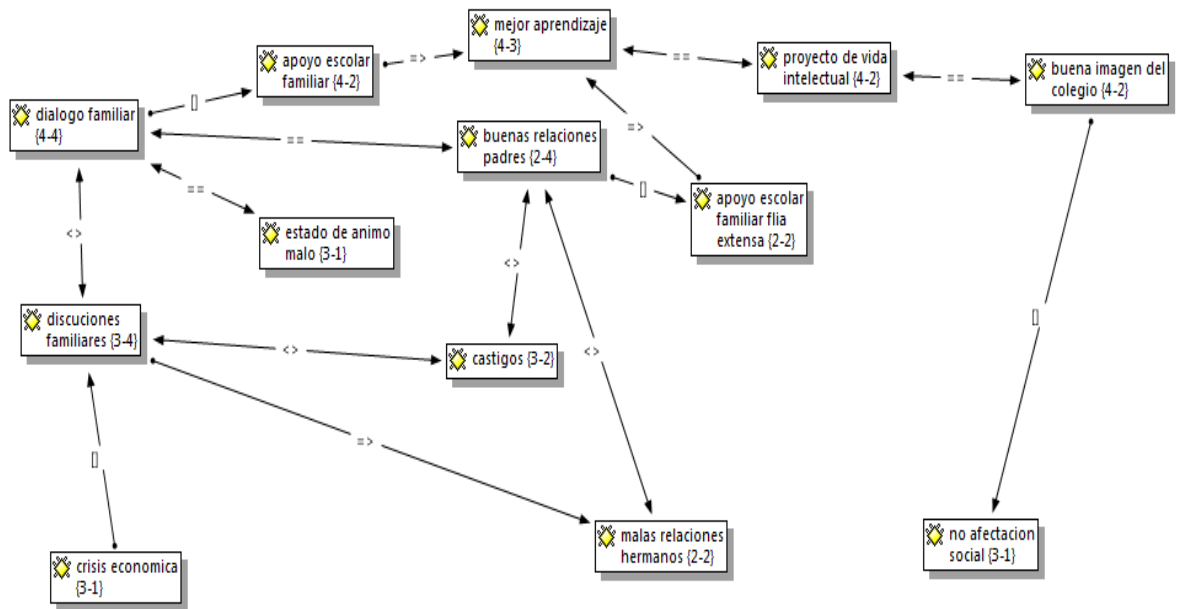 mejor aprendizaje
{4-3}
=>
==
apoyo escolar
familiar {4-2}
proyecto de vida
intelectual {4-2}
==
buena imagen del
colegio {4-2}
[]
dialogo familiar
{4-4}
==
buenas relaciones
padres {2-4}
=>
==
[]
apoyo escolar
familiar flia
extensa {2-2}
<>
estado de animo
malo {3-1}
<>
discuciones
familiares {3-4}
<>
castigos {3-2}
<>
[]
=>
[]
malas relaciones
hermanos {2-2}
no afectacion
social {3-1}
crisis economica
{3-1}